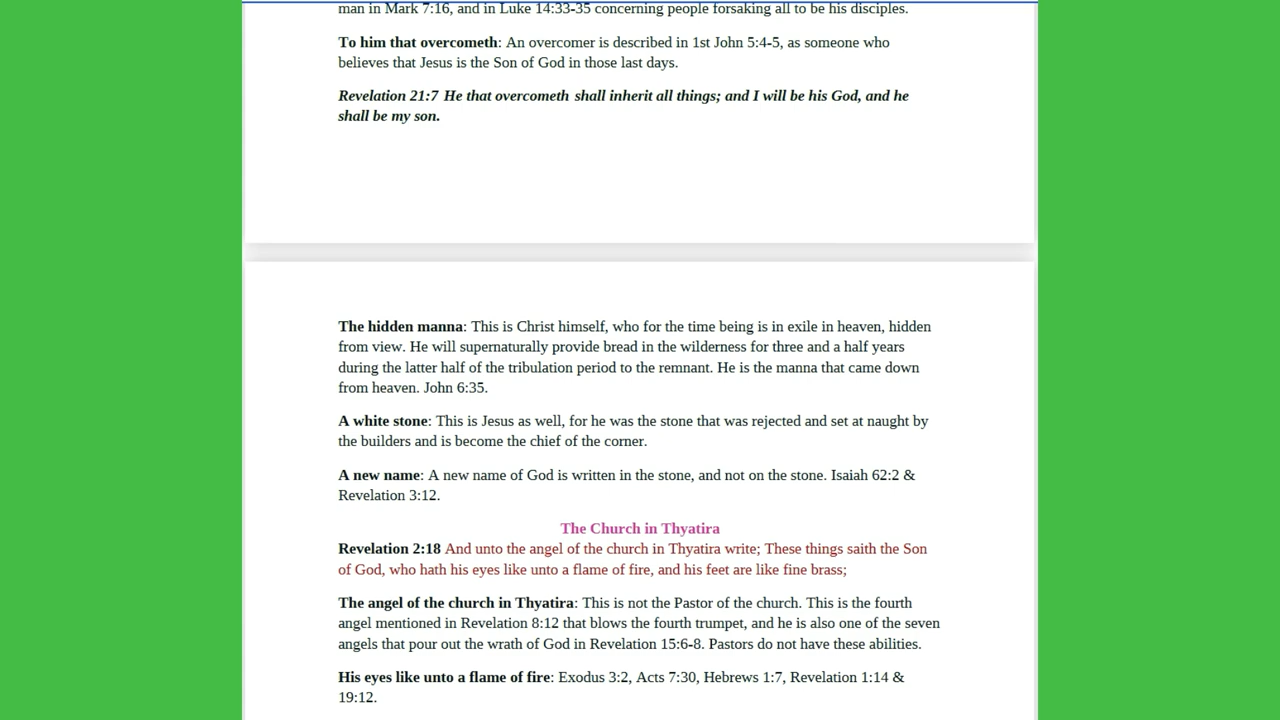 man in Mark 7:16, and in Luke 14:33-35 concerning people forsaking all to be his disciples.
To him that overcometh: An overcomer is described in 1st John 5:4-5, as someone who
believes that Jesus is the Son of God in those last days.
Revelation 21:7 He that overcometh shall inherit all things; and I will be his God, and he
shall be my son.
The hidden manna: This is Christ himself, who for the time being is in exile in heaven, hidden
from view. He will supernaturally provide bread in the wilderness for three and a half years
during the latter half of the tribulation period to the remnant. He is the manna that came down
from heaven. John 6:35.
A white stone: This is Jesus as well, for he was the stone that was rejected and set at naught by
the builders and is become the chief of the corner.
A new name: A new name of God is written in the stone, and not on the stone. Isaiah 62:2 &
Revelation 3:12.
The Church in Thyatira
Revelation 2:18 And unto the angel of the church in Thyatira write; These things saith the Son
of God, who hath his eyes like unto a flame of fire, and his feet are like fine brass;
The angel of the church in Thyatira: This is not the Pastor of the church. This is the fourth
angel mentioned in Revelation 8:12 that blows the fourth trumpet, and he is also one of the seven
angels that pour out the wrath of God in Revelation 15:6-8. Pastors do not have these abilities.
His eyes like unto a flame of fire: Exodus 3:2, Acts 7:30, Hebrews 1:7, Revelation 1:14 &
19:12.